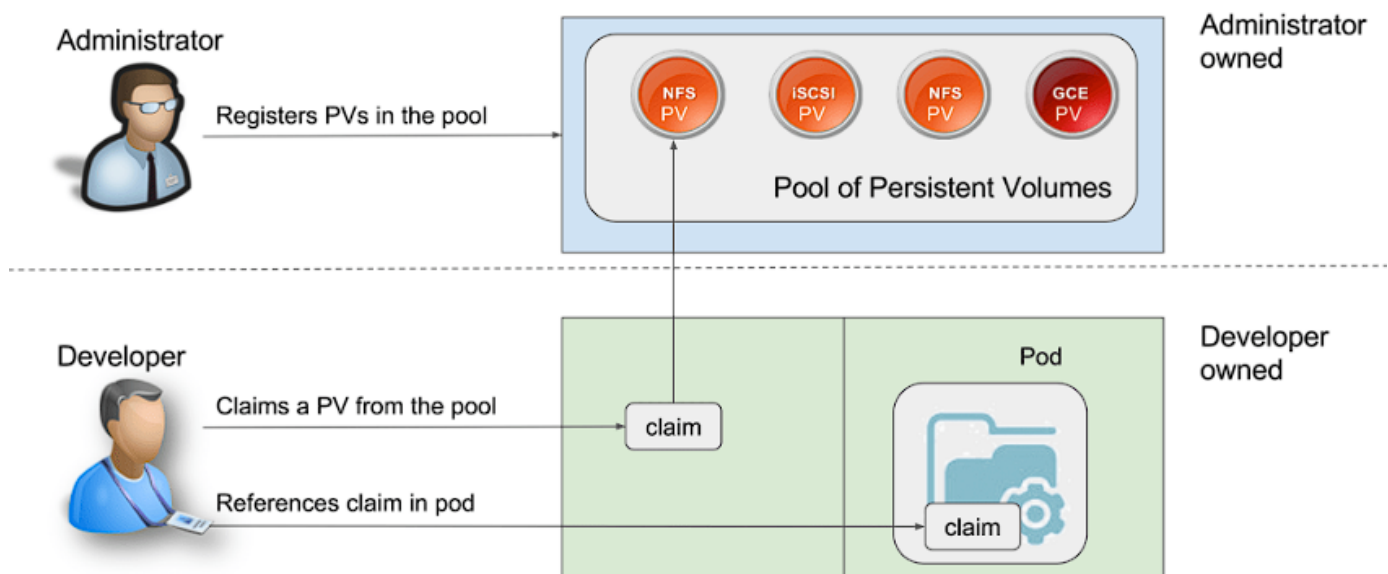 Administrator
Registers PVs in the pool
NFS
PV
iSCSI
PV
NFS
PV
GCE
PV
Pool of Persistent Volumes
Administrator
owned
Developer
Claims a PV from the pool
claim
References claim in pod
Pod
claim
Developer
owned